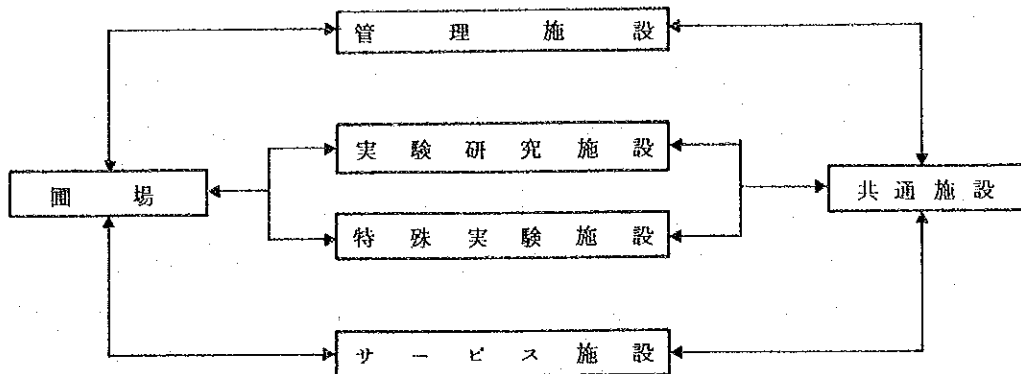 管理施設
実験研究施設
圃場
共通施設
特殊実験施設
サービス施設